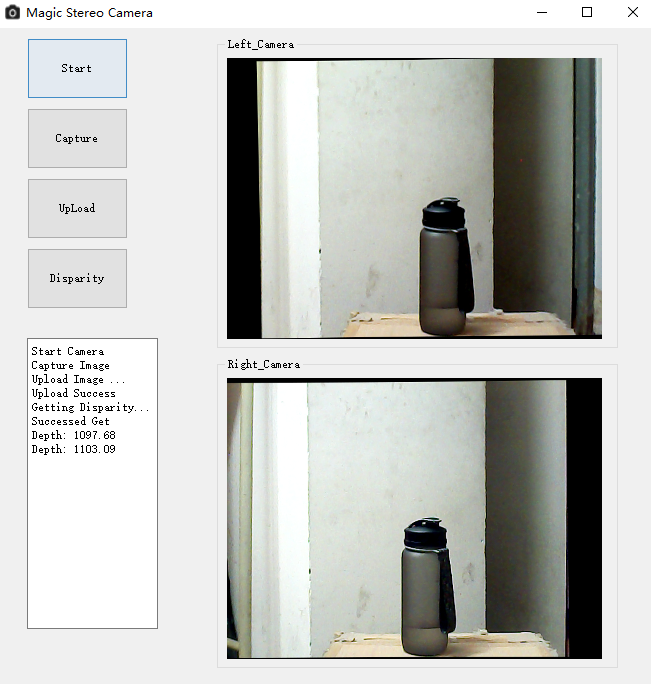 Magic Stereo Camera
Start
Capture
UpLoad
Disparity
Start Camera
Capture Image
Upload Image ...
Upload Success
Getting Disparity...
Successed Get
Depth: 1097.68
Depth: 1103.09
Left_Camera
Right_Camera